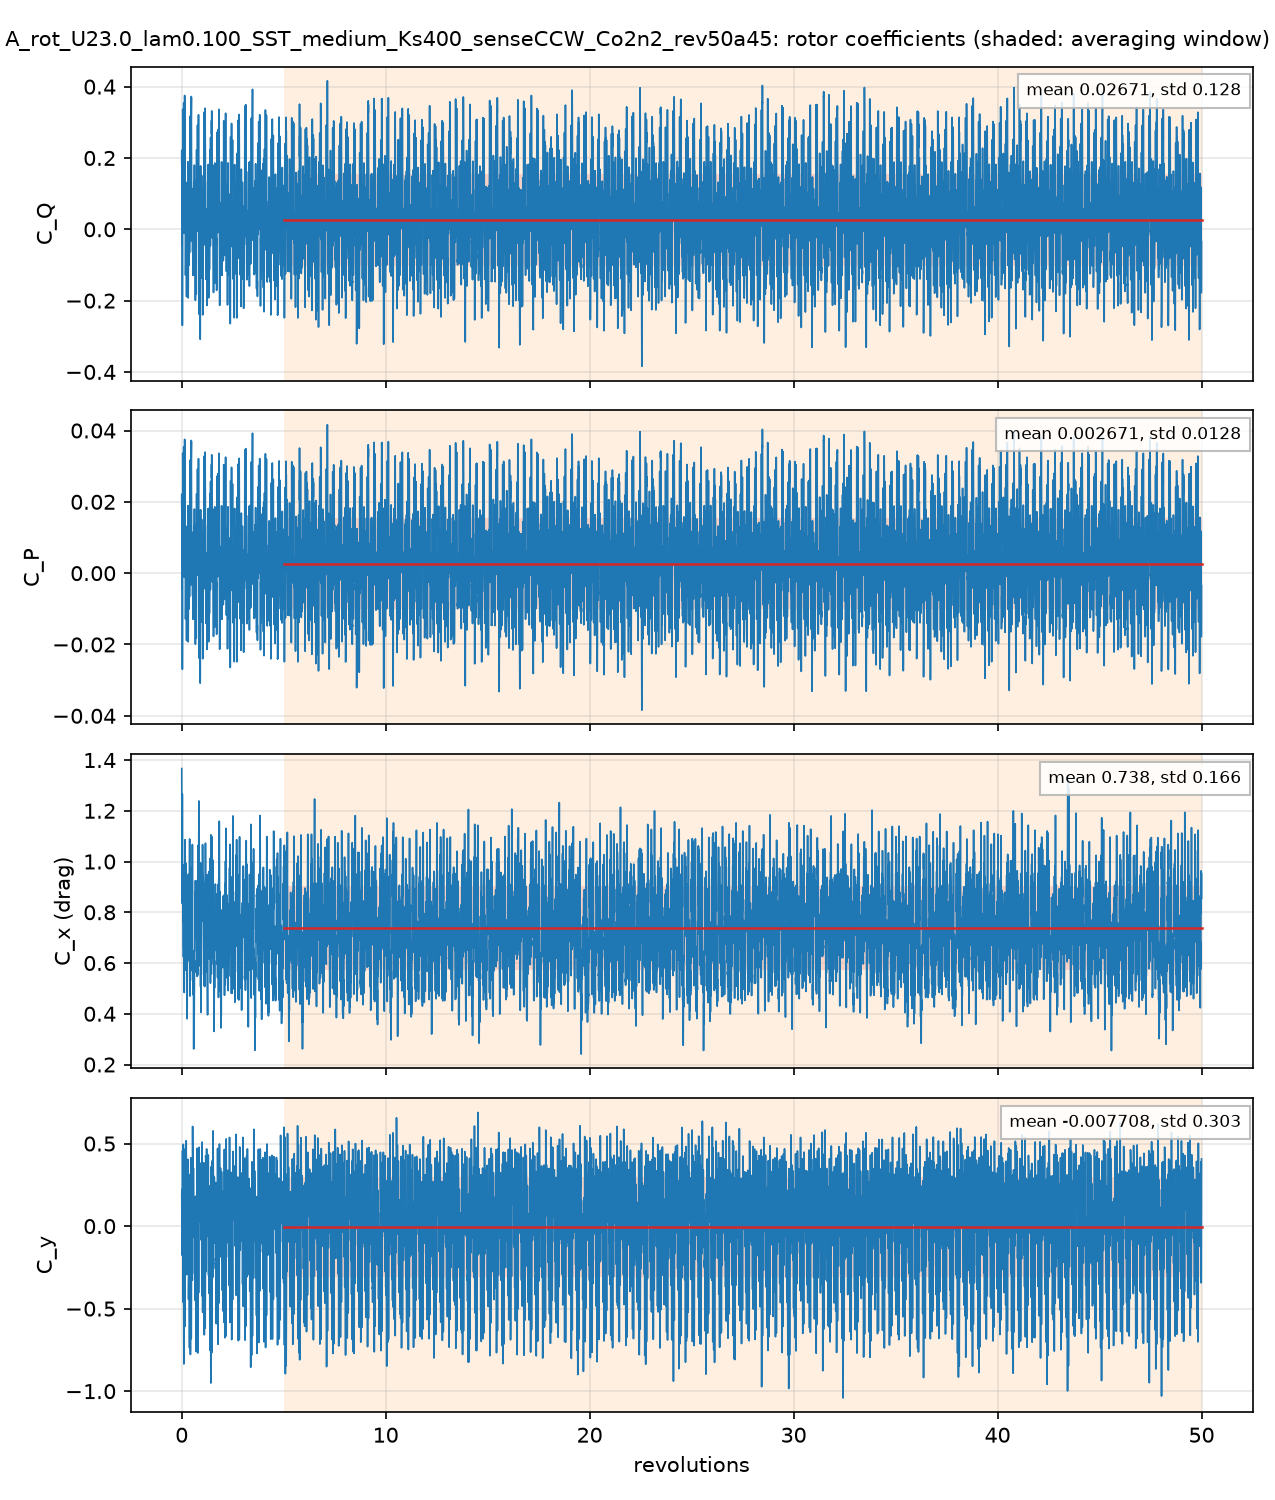 A_rot_U23.0_lam0.100_SST_medium_Ks400_senseCCW_Co2n2_rev50a45: rotor coefficients (shaded: averaging window)
mean 0.02671, std 0.128
0.4
0.2
0.0
−0.2
−0.4
C_Q
mean 0.002671, std 0.0128
0.04
0.02
0.00
−0.02
−0.04
C_P
mean 0.738, std 0.166
1.4
1.2
1.0
0.8
0.6
0.4
0.2
C_x (drag)
mean -0.007708, std 0.303
0.5
0.0
−0.5
−1.0
C_y
0 10 20 30 40 50
revolutions